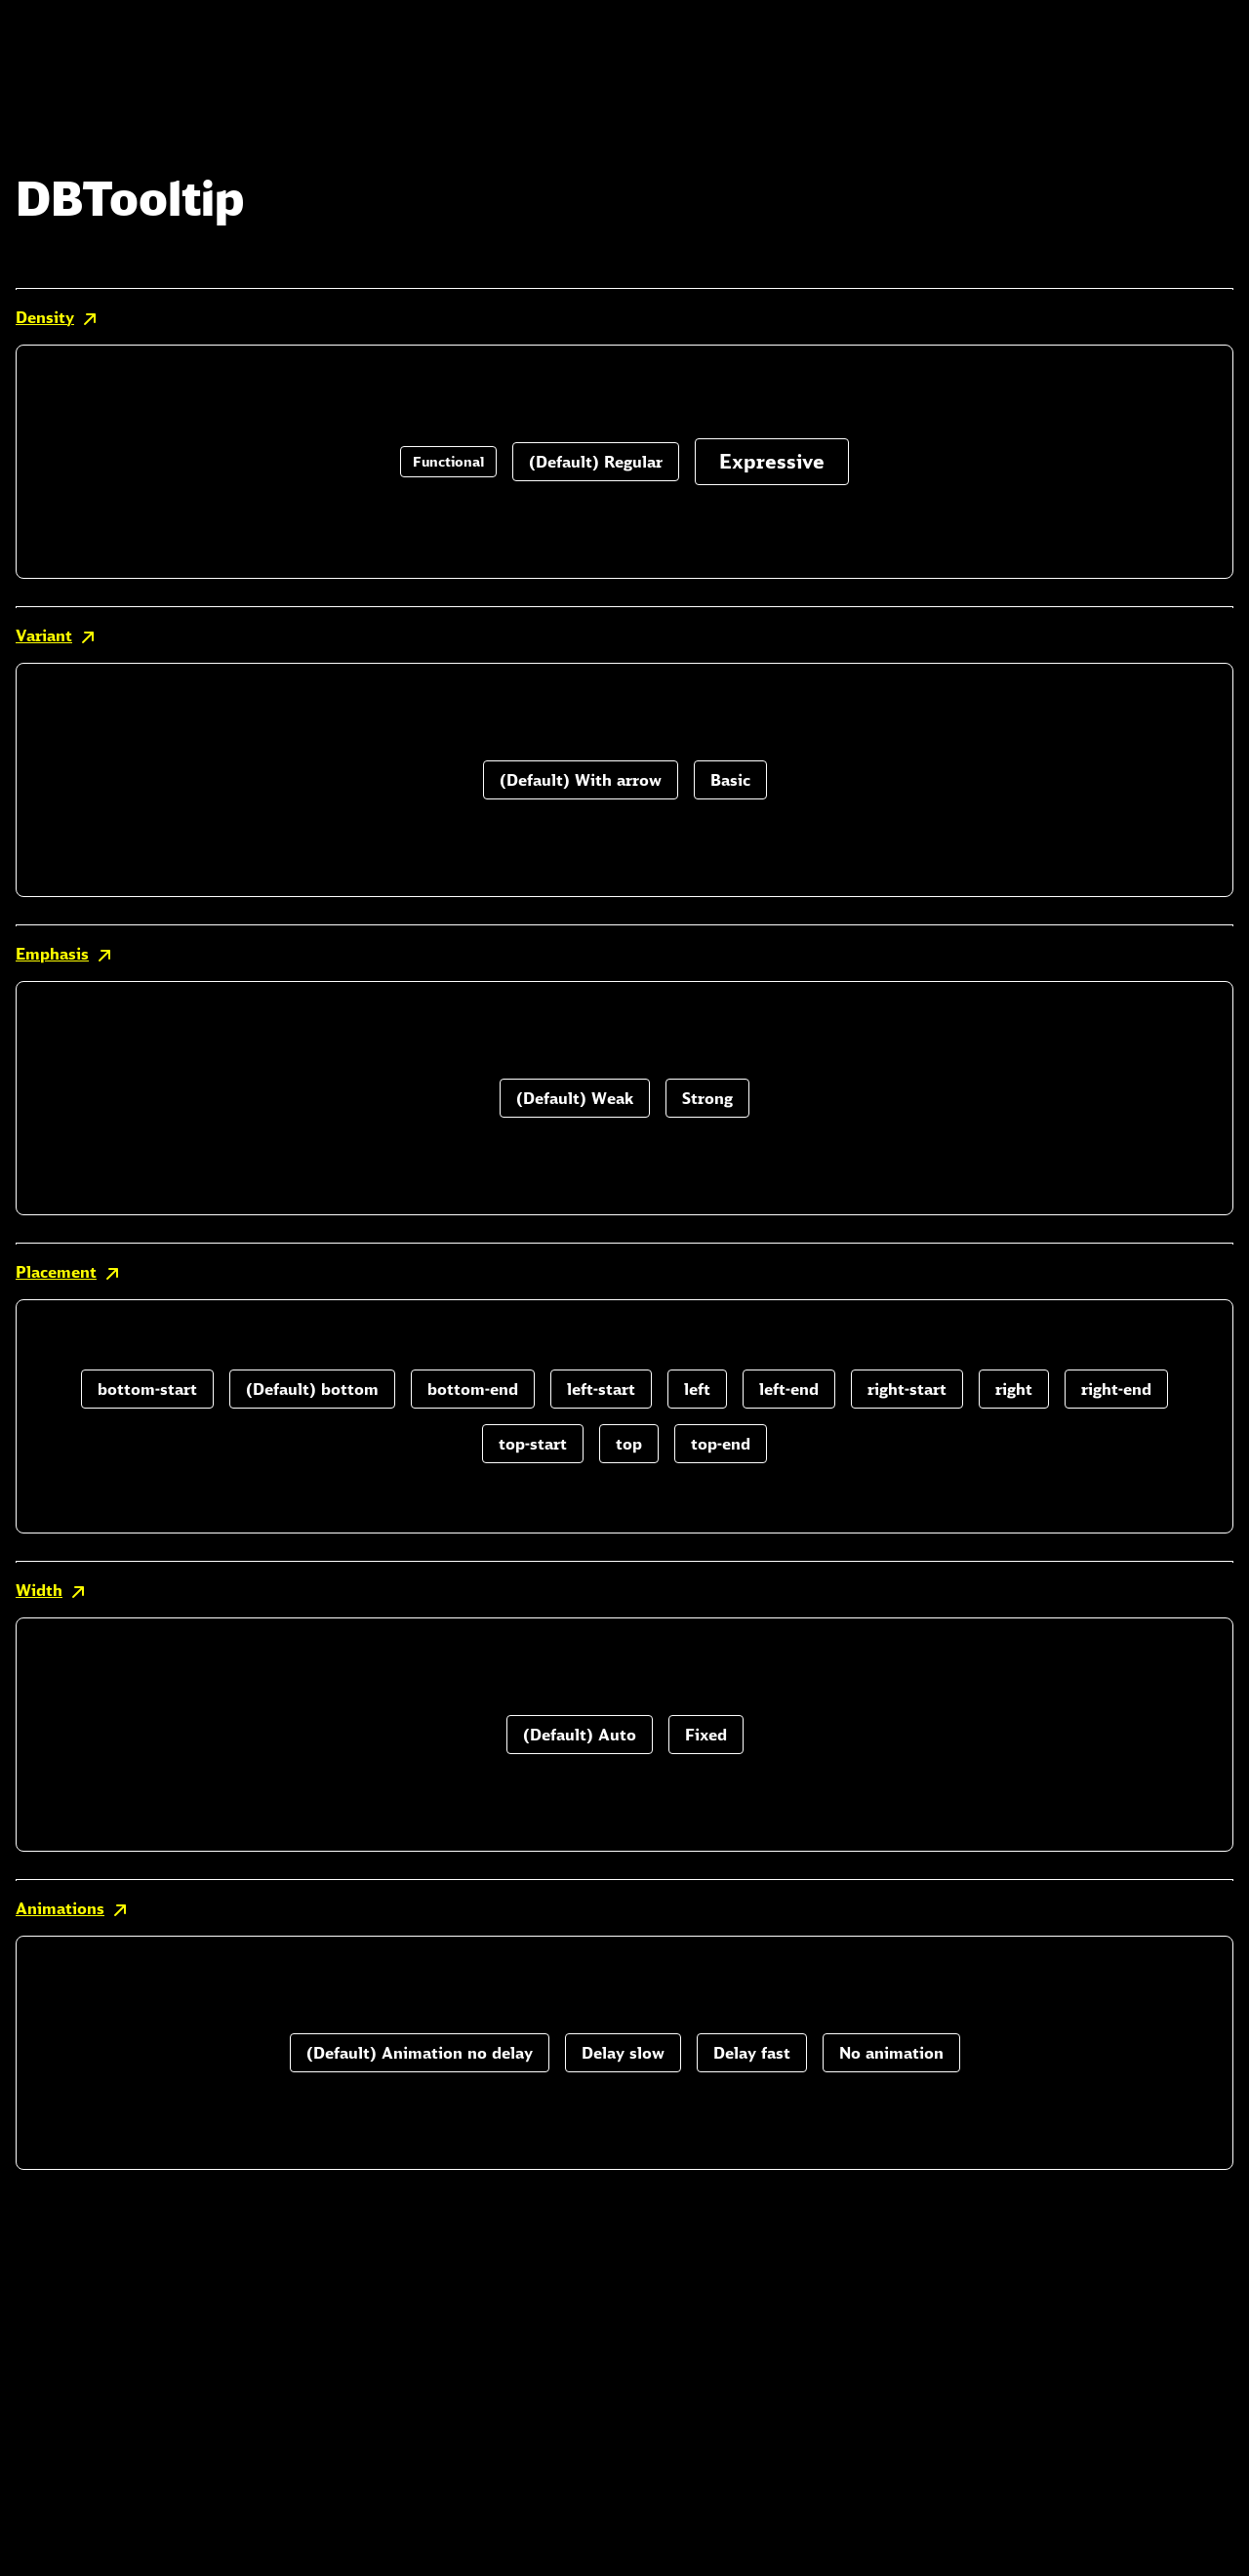 DBTooltip
Density
Functional (Default) Regular Expressive
Variant
(Default) With arrow Basic
Emphasis
(Default) Weak Strong
Placement
bottom-start (Default) bottom bottom-end left-start left left-end right-start right right-end
top-start top top-end
Width
(Default) Auto Fixed
Animations
(Default) Animation no delay Delay slow Delay fast No animation